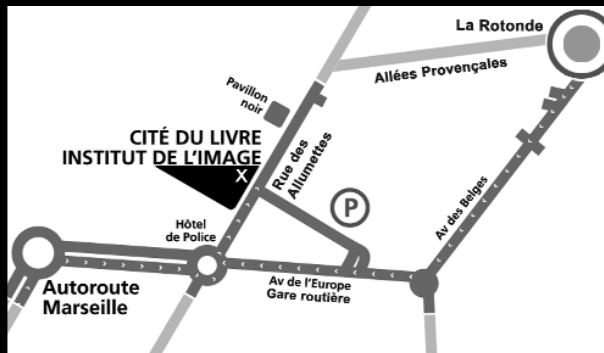 La Rotonde
Allées Provençales
Pavillon
noir
CITÉ DU LIVRE
INSTITUT DE L'IMAGE
X
Rue des
Allumettes
P
Hôtel
de Police
Av des Belges
Av de l'Europe
Gare routière
Autoroute
Marseille